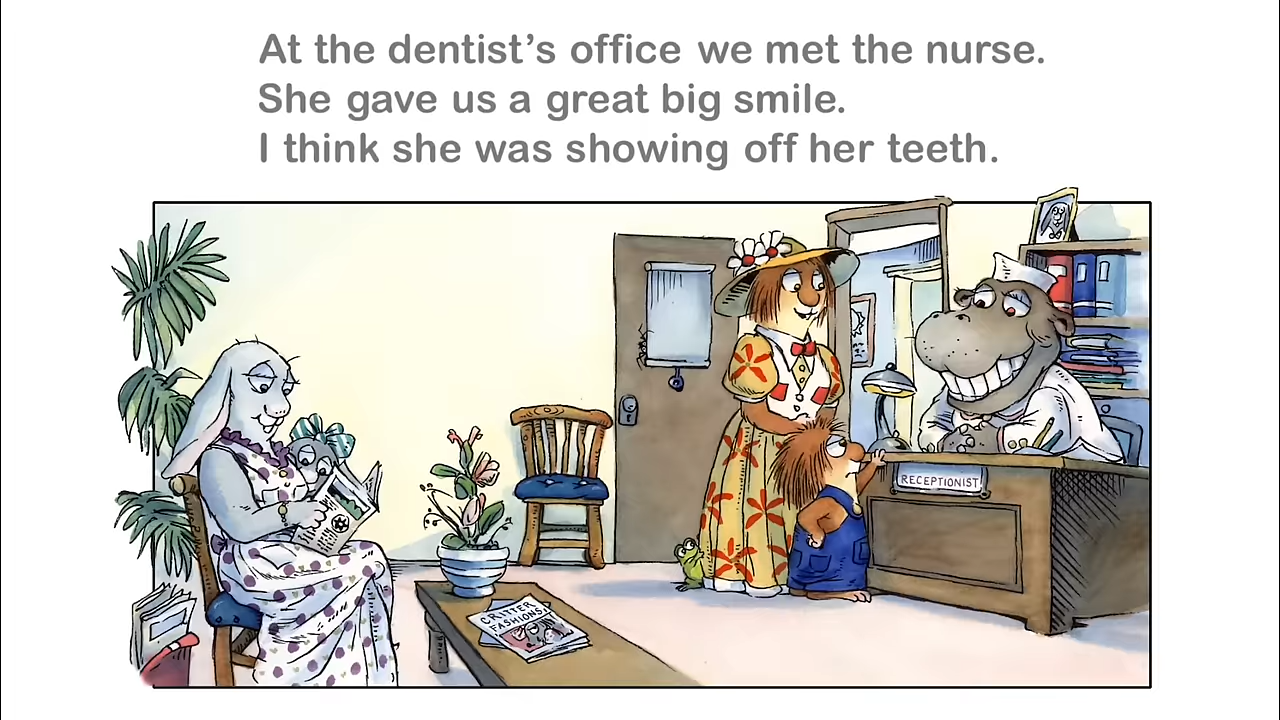 At the dentist’s office we met the nurse.
She gave us a great big smile.
I think she was showing off her teeth.
RECEPTIONIST
CRITTER
FASHIONS